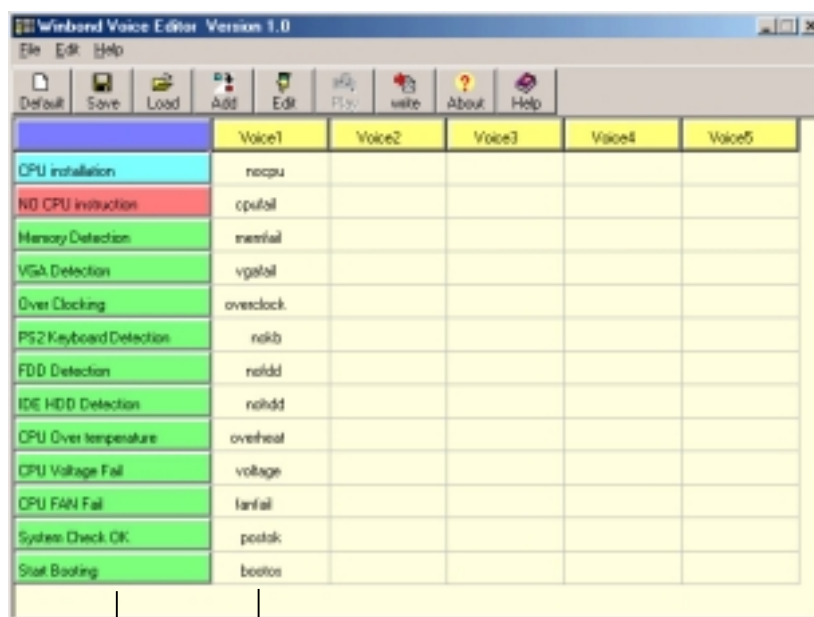 Winbond Voice Editor Version 1.0
File Edit Help
Default Save Load Add Edit Play write About Help
Voice1 Voice2 Voice3 Voice4 Voice5
CPU installation nocpu
NO CPU instruction cpufail
Memory Detection memfail
VGA Detection vgafail
Over Clocking overclock
PS2 Keyboard Detection nokb
FDD Detection nofdd
IDE HDD Detection nohdd
CPU Over temperature overheat
CPU Voltage Fail voltage
CPU FAN Fail fanfail
System Check OK postok
Start Booting bootos